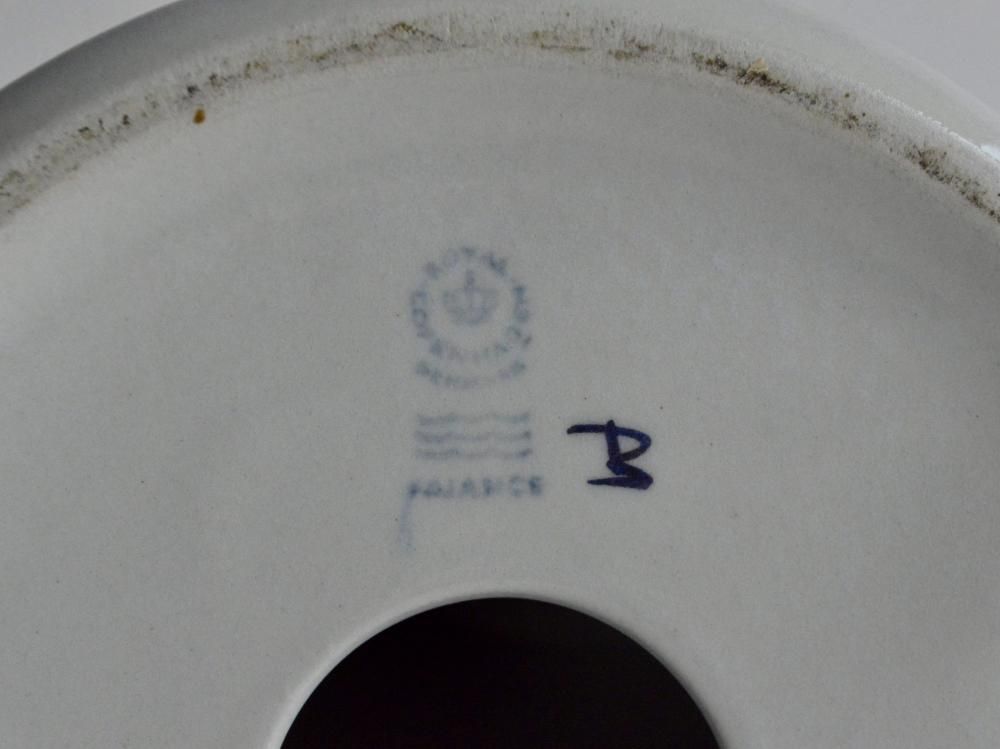 ROYAL
COPENHAGEN
DENMARK
FAJANCE
B